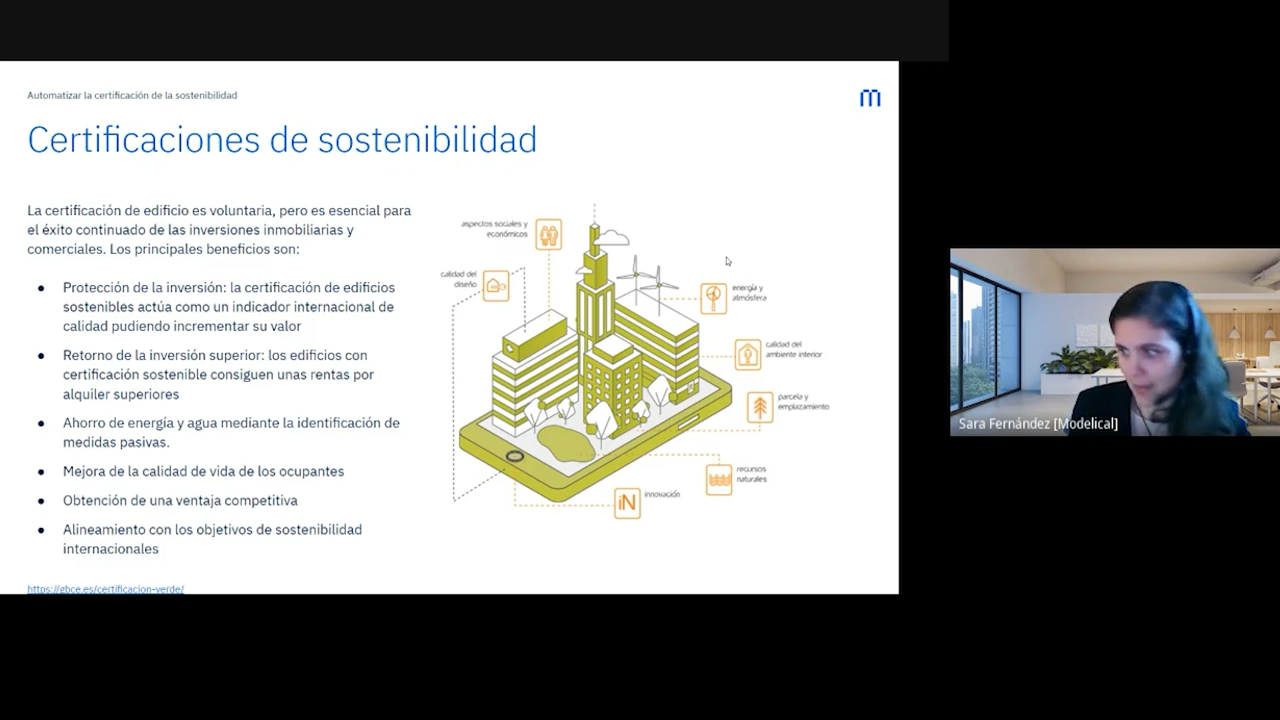 Automatizar la certificación de la sostenibilidad
m
Certificaciones de sostenibilidad
La certificación de edificio es voluntaria, pero es esencial para
el éxito continuado de las inversiones inmobiliarias y
comerciales. Los principales beneficios son:
● Protección de la inversión: la certificación de edificios
sostenibles actúa como un indicador internacional de
calidad pudiendo incrementar su valor
● Retorno de la inversión superior: los edificios con
certificación sostenible consiguen unas rentas por
alquiler superiores
● Ahorro de energía y agua mediante la identificación de
medidas pasivas.
● Mejora de la calidad de vida de los ocupantes
● Obtención de una ventaja competitiva
● Alineamiento con los objetivos de sostenibilidad
internacionales
https://gbce.es/certificacion-verde/
aspectos sociales y
económicos
calidad del
diseño
energía y
atmósfera
calidad del
ambiente interior
parcela y
emplazamiento
recursos
naturales
iN
innovación
Sara Fernández [Modelical]